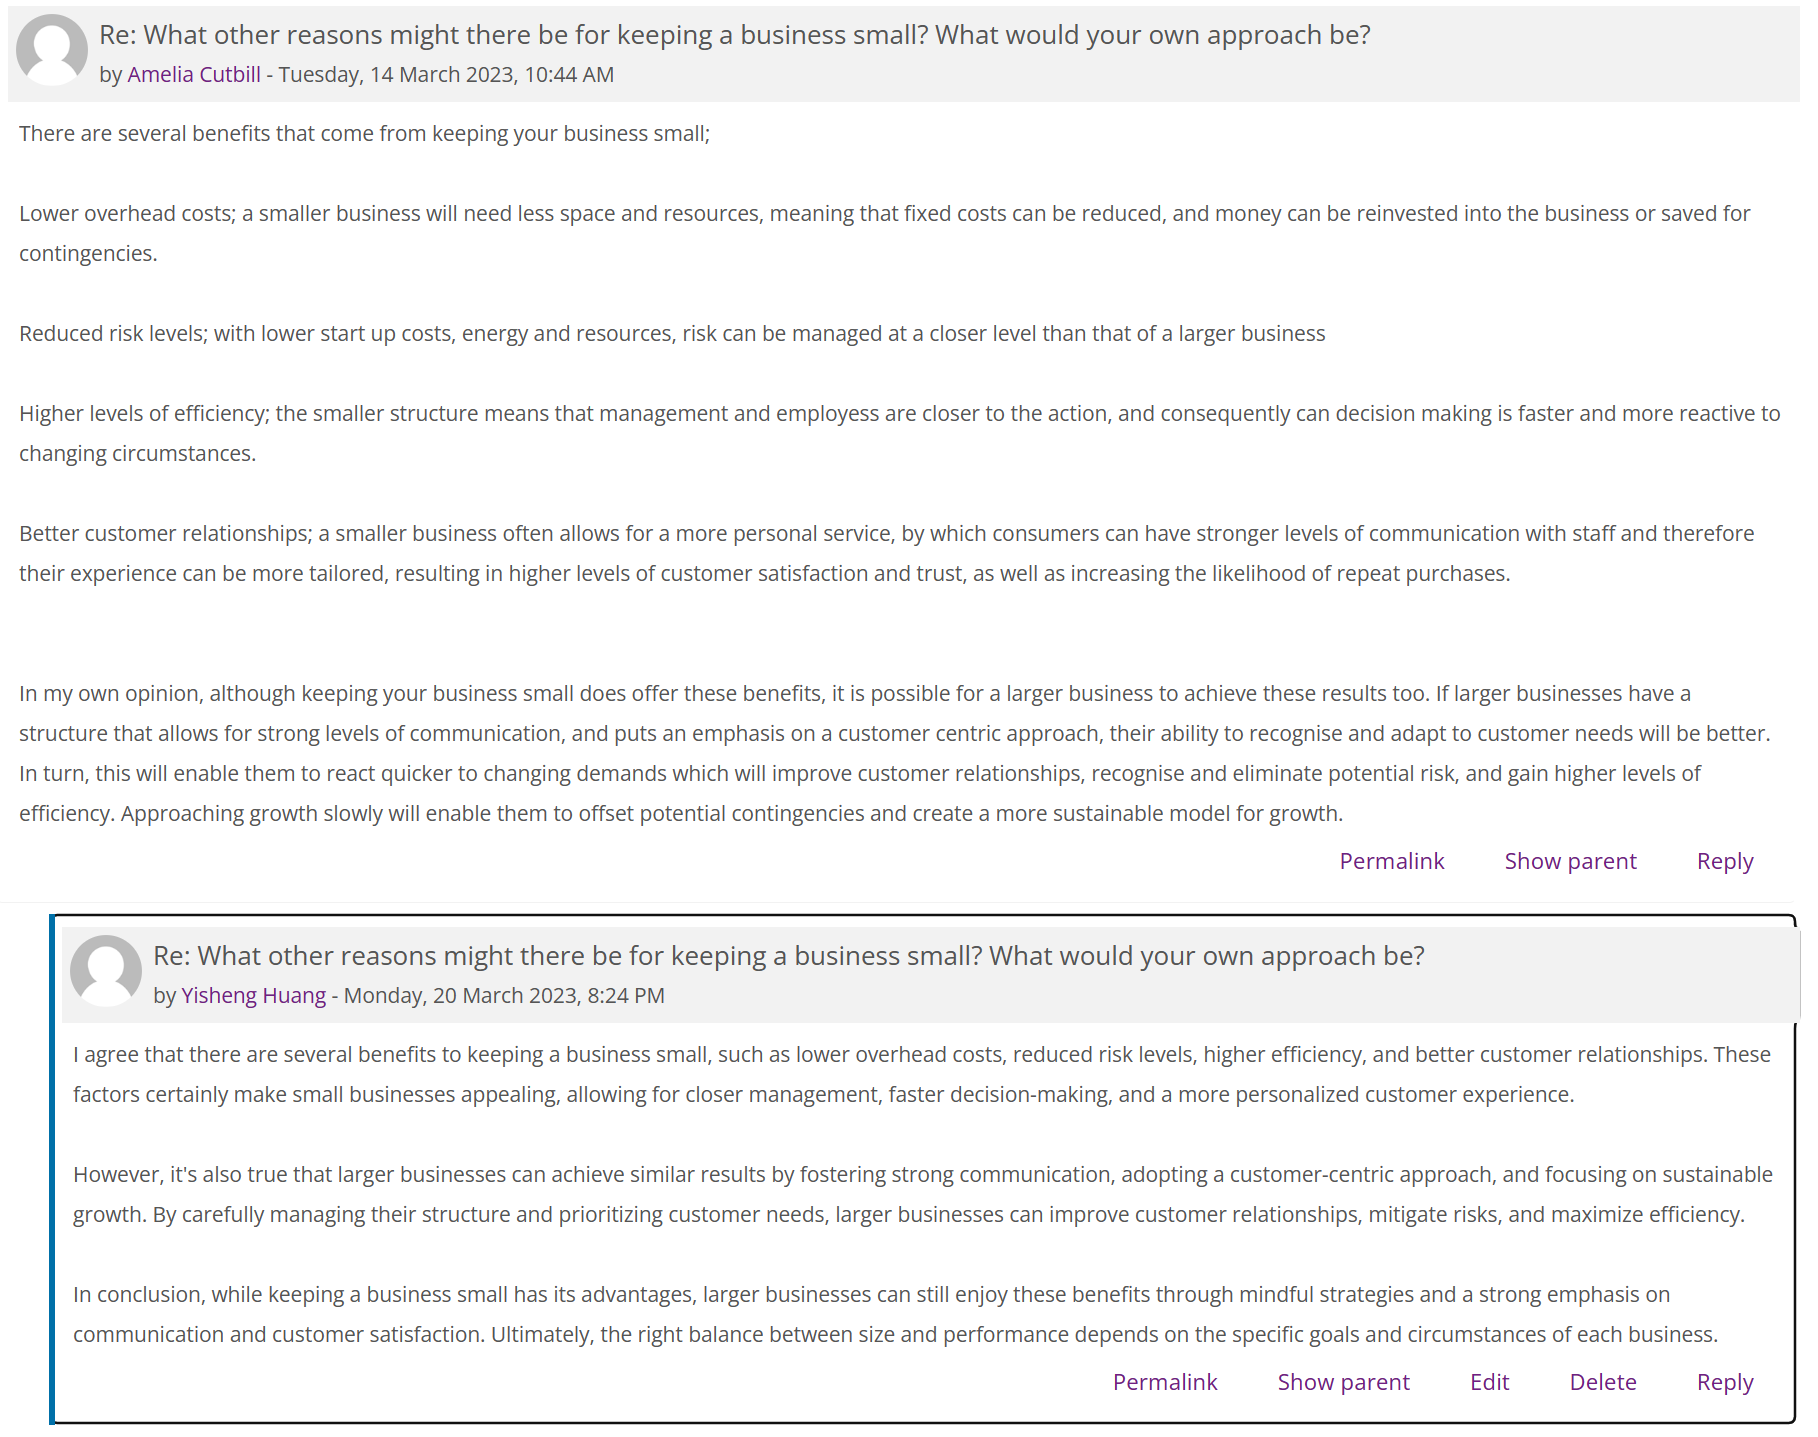 Re: What other reasons might there be for keeping a business small? What would your own approach be?
by Amelia Cutbill - Tuesday, 14 March 2023, 10:44 AM
There are several benefits that come from keeping your business small;
Lower overhead costs; a smaller business will need less space and resources, meaning that fixed costs can be reduced, and money can be reinvested into the business or saved for
contingencies.
Reduced risk levels; with lower start up costs, energy and resources, risk can be managed at a closer level than that of a larger business
Higher levels of efficiency; the smaller structure means that management and employess are closer to the action, and consequently can decision making is faster and more reactive to
changing circumstances.
Better customer relationships; a smaller business often allows for a more personal service, by which consumers can have stronger levels of communication with staff and therefore
their experience can be more tailored, resulting in higher levels of customer satisfaction and trust, as well as increasing the likelihood of repeat purchases.
In my own opinion, although keeping your business small does offer these benefits, it is possible for a larger business to achieve these results too. If larger businesses have a
structure that allows for strong levels of communication, and puts an emphasis on a customer centric approach, their ability to recognise and adapt to customer needs will be better.
In turn, this will enable them to react quicker to changing demands which will improve customer relationships, recognise and eliminate potential risk, and gain higher levels of
efficiency. Approaching growth slowly will enable them to offset potential contingencies and create a more sustainable model for growth.
Permalink Show parent Reply
Re: What other reasons might there be for keeping a business small? What would your own approach be?
by Yisheng Huang - Monday, 20 March 2023, 8:24 PM
I agree that there are several benefits to keeping a business small, such as lower overhead costs, reduced risk levels, higher efficiency, and better customer relationships. These
factors certainly make small businesses appealing, allowing for closer management, faster decision-making, and a more personalized customer experience.
However, it's also true that larger businesses can achieve similar results by fostering strong communication, adopting a customer-centric approach, and focusing on sustainable
growth. By carefully managing their structure and prioritizing customer needs, larger businesses can improve customer relationships, mitigate risks, and maximize efficiency.
In conclusion, while keeping a business small has its advantages, larger businesses can still enjoy these benefits through mindful strategies and a strong emphasis on
communication and customer satisfaction. Ultimately, the right balance between size and performance depends on the specific goals and circumstances of each business.
Permalink Show parent Edit Delete Reply